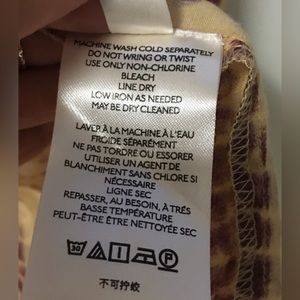 MACHINE WASH COLD SEPARATELY
DO NOT WRING OR TWIST
USE ONLY NON-CHLORINE
BLEACH
LINE DRY
LOW IRON AS NEEDED
MAY BE DRY CLEANED
LAVER À LA MACHINE À L'EAU
FROIDE SÉPARÉMENT
NE PAS TORDRE OU ESSORER
UTILISER UN AGENT DE
BLANCHIMENT SANS CHLORE SI
NÉCESSAIRE
LIGNE SEC
REPASSER, AU BESOIN, À TRÈS
BASSE TEMPÉRATURE
PEUT-ÊTRE ÊTRE NETTOYÉE SEC
30
P
不可拧绞